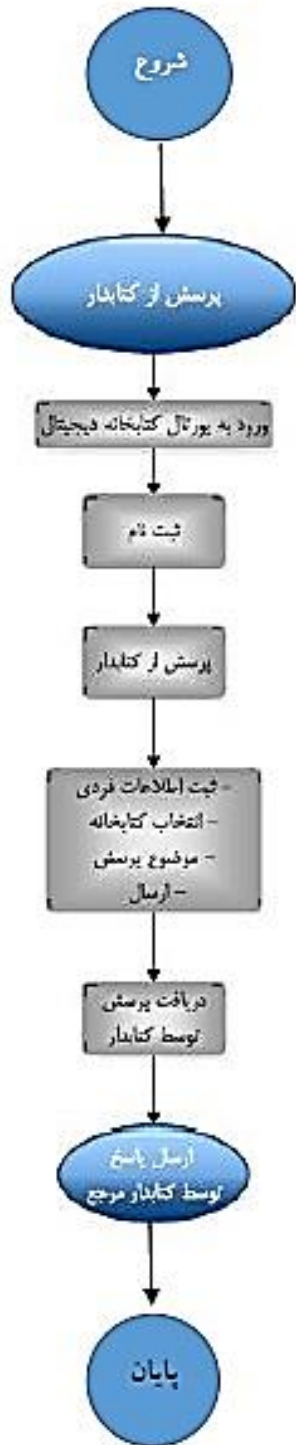 شروع
پرسش از کتابدار
ورود به پورتال کتابخانه دیجیتال
ثبت نام
پرسش از کتابدار
- ثبت اطلاعات فردی
- انتخاب کتابخانه
- موضوع پرسش
- ارسال
دریافت پرسش
توسط کتابدار
ارسال پاسخ
توسط کتابدار مرجع
پایان